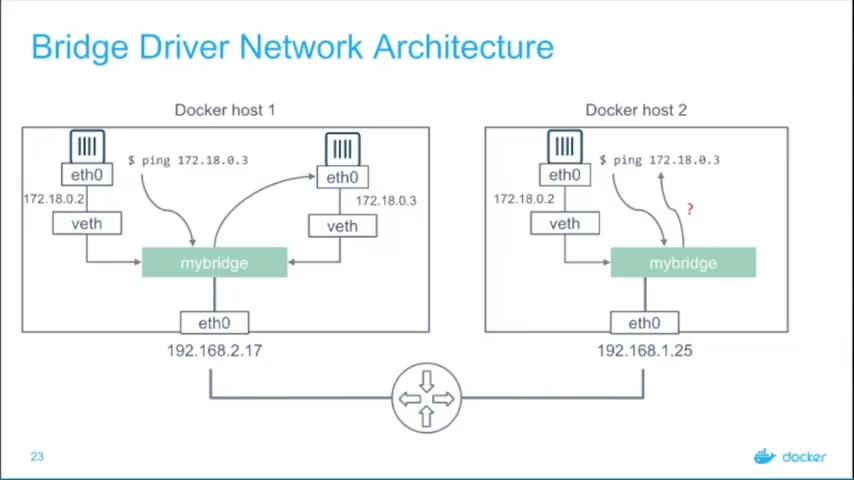 Bridge Driver Network Architecture
Docker host 1
$ ping 172.18.0.3
eth0
eth0
172.18.0.2
172.18.0.3
veth
veth
mybridge
eth0
192.168.2.17
Docker host 2
$ ping 172.18.0.3
eth0
172.18.0.2
?
veth
mybridge
eth0
192.168.1.25
23
docker